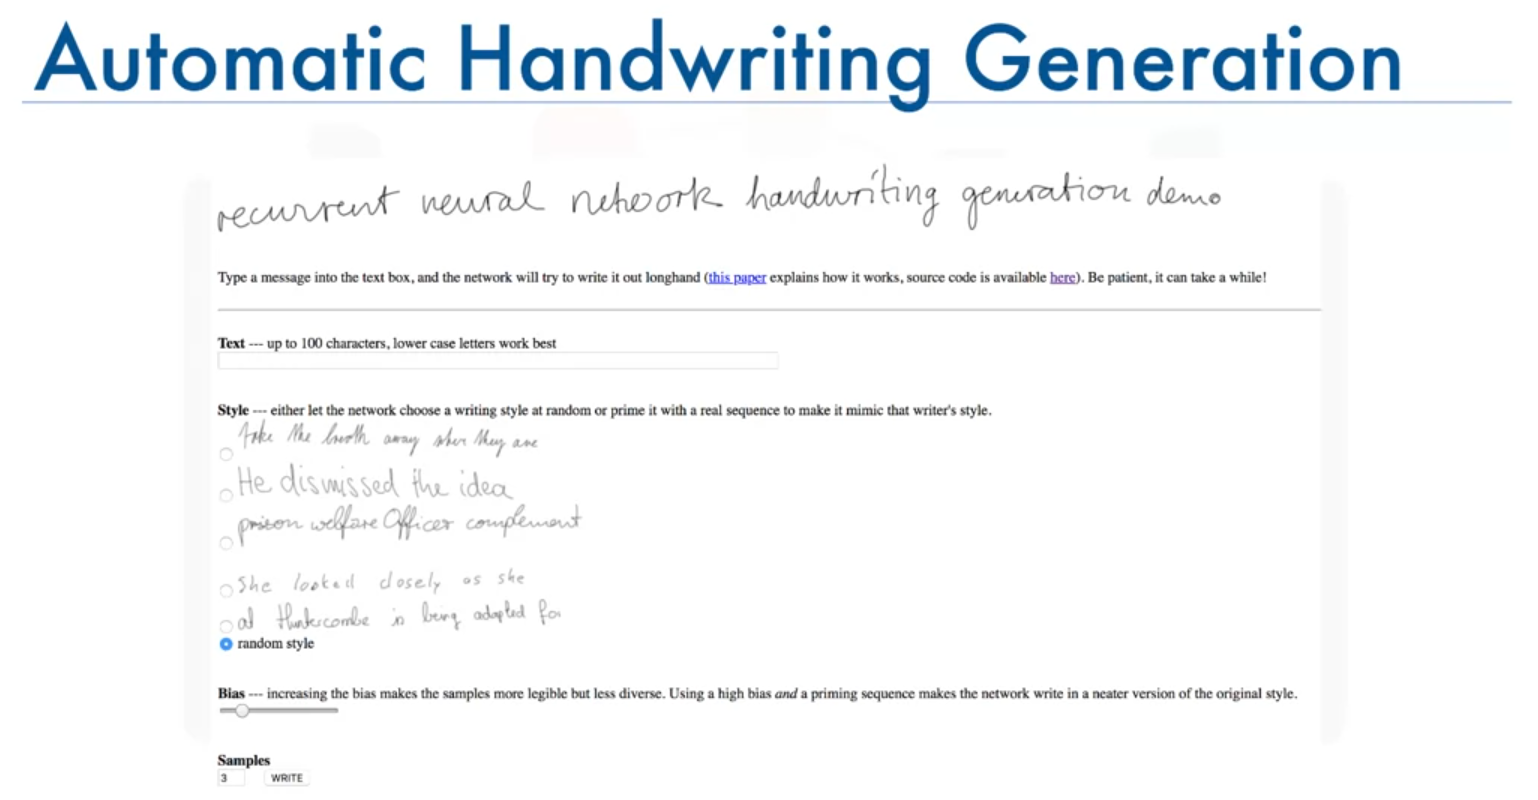 Automatic Handwriting Generation
recurrent neural network handwriting generation demo
Type a message into the text box, and the network will try to write it out longhand (this paper explains how it works, source code is available here). Be patient, it can take a while!
Text --- up to 100 characters, lower case letters work best
Style --- either let the network choose a writing style at random or prime it with a real sequence to make it mimic that writer's style.
take the breath away when they are
He dismissed the idea
prison welfare Officer complement
She looked closely as she
at Huntercombe is being adapted for
random style
Bias --- increasing the bias makes the samples more legible but less diverse. Using a high bias and a priming sequence makes the network write in a neater version of the original style.
Samples
3 WRITE